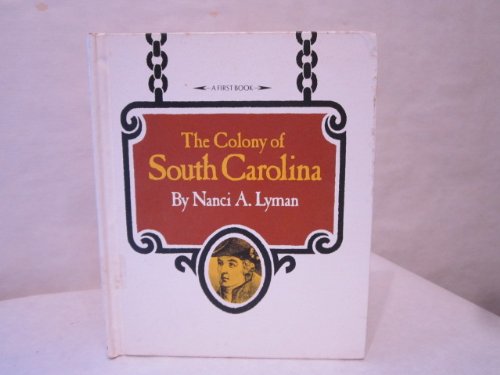 A FIRST BOOK
The Colony of
South Carolina
By Nanci A. Lyman